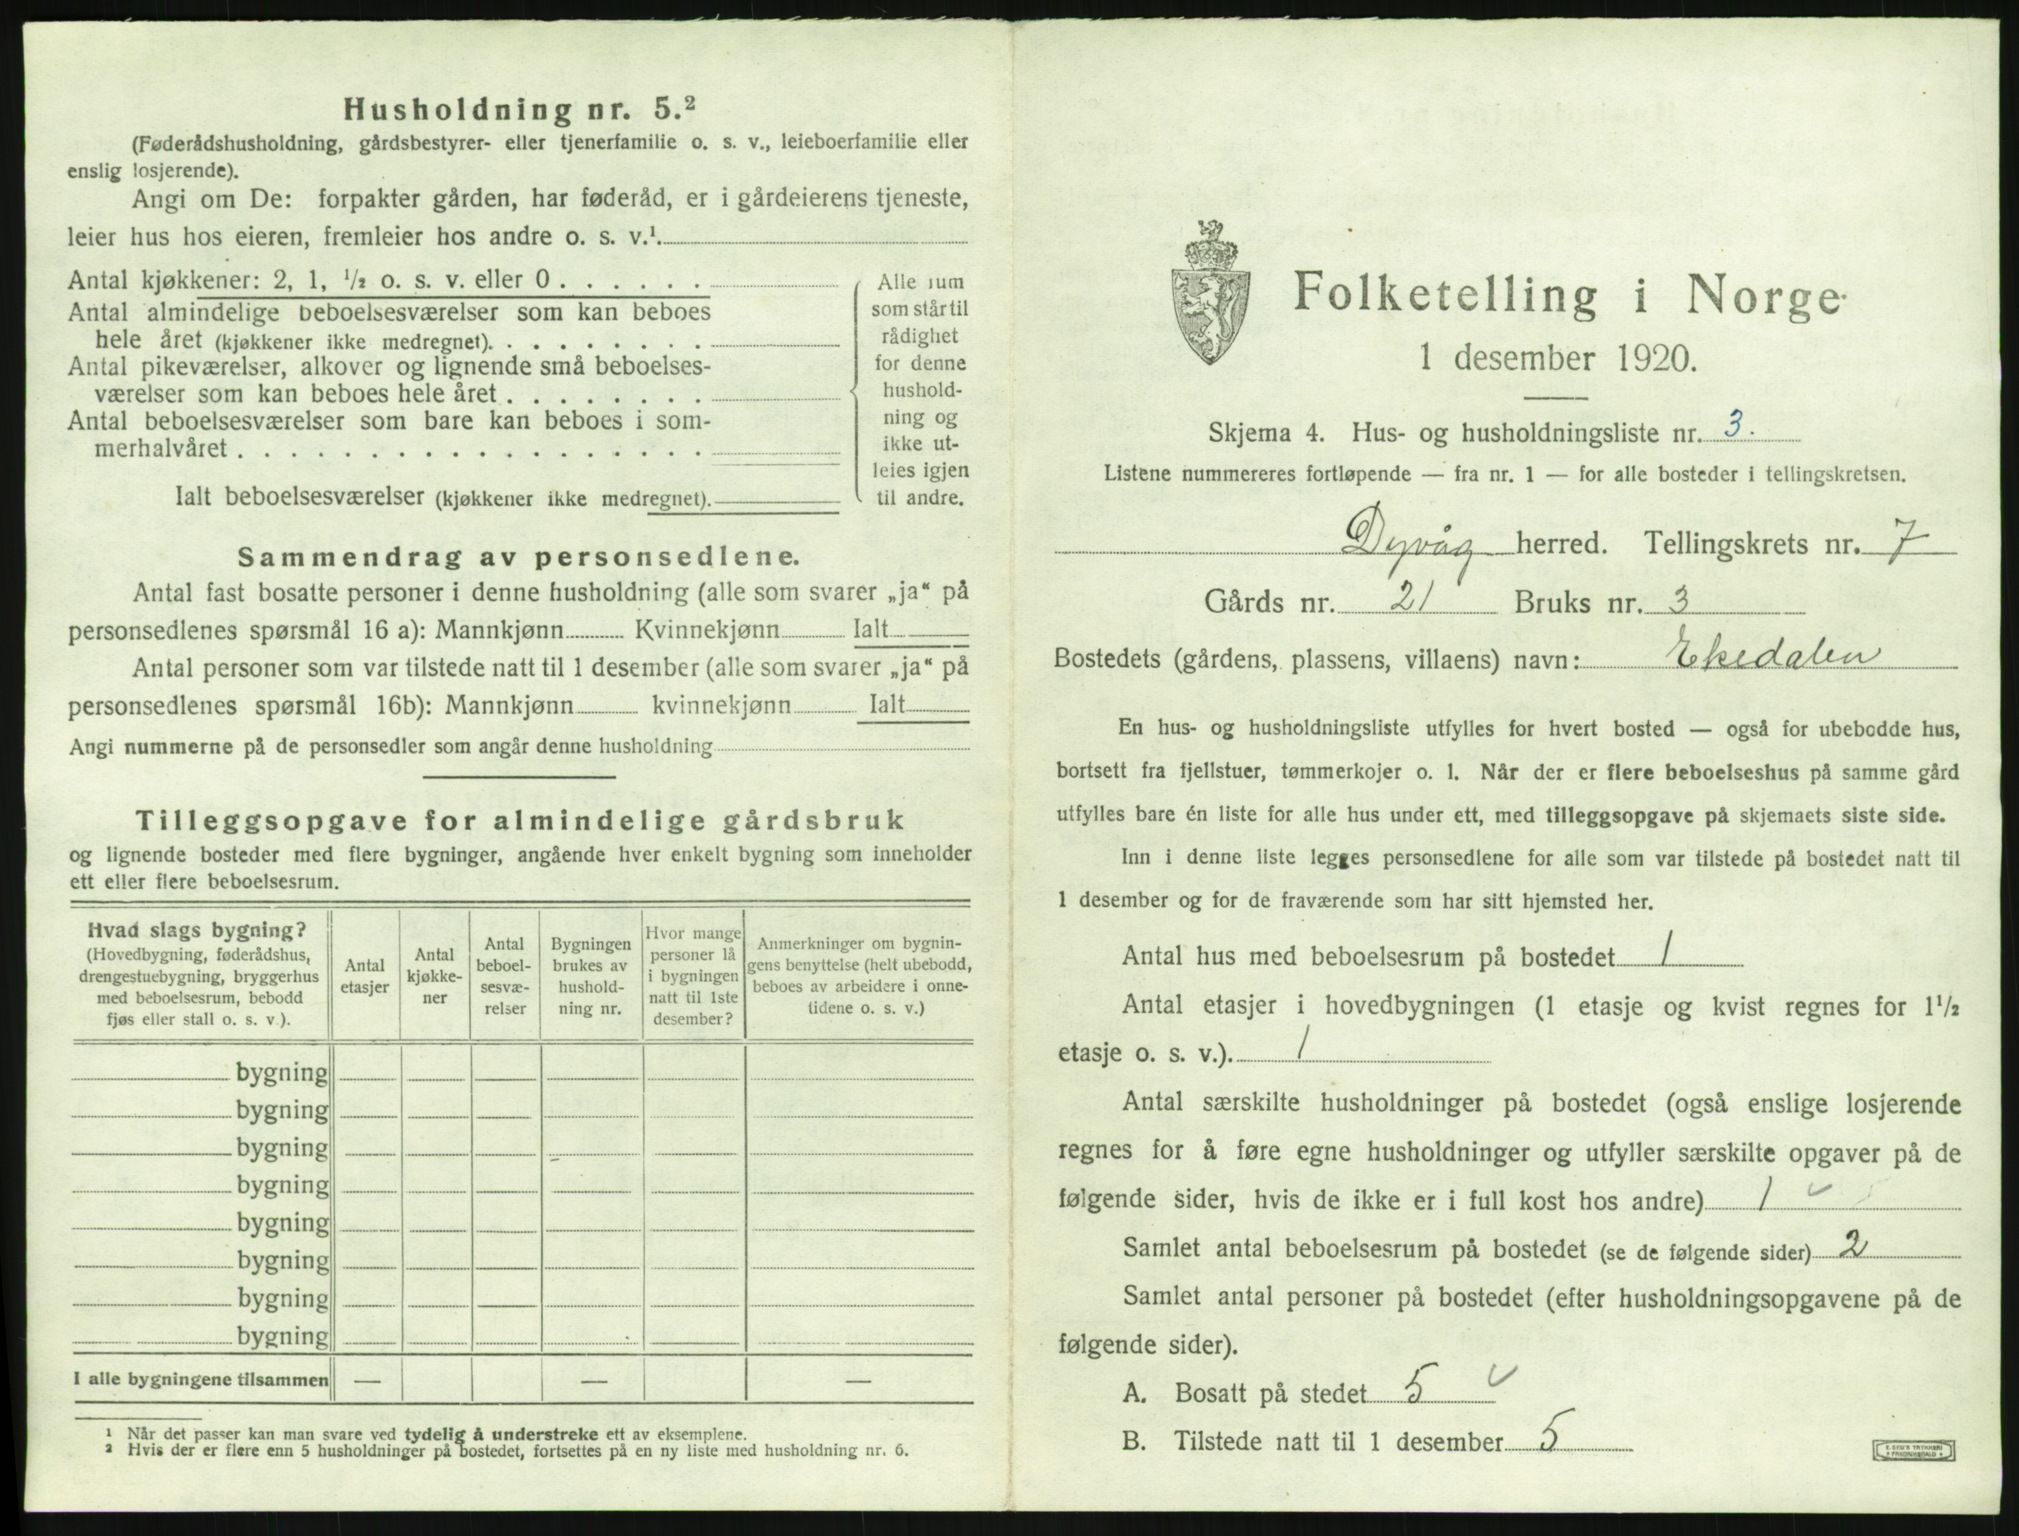 Husholdning nr. 5.²
(Føderådshusholdning, gårdsbestyrer- eller tjenerfamilie o. s. v., leieboerfamilie eller
enslig losjerende).
Angi om De: forpakter gården, har føderåd, er i gårdeierens tjeneste,
leier hus hos eieren, fremleier hos andre o. s. v.¹.
Antal kjøkkener: 2, 1, ½ o. s. v. eller 0 . . . . . .
Antal almindelige beboelsesværelser som kan beboes
hele året (kjøkkener ikke medregnet). . . . . . . . .
Antal pikeværelser, alkover og lignende små beboelses-
værelser som kan beboes hele året . . . . . . . .
Antal beboelsesværelser som bare kan beboes i som-
merhalvåret . . . . . . . . . . . . . . . . . .
Ialt beboelsesværelser (kjøkkener ikke medregnet).
Alle rum
som står til
rådighet
for denne
hushold-
ning og
ikke ut-
leies igjen
til andre.
Sammendrag av personsedlene.
Antal fast bosatte personer i denne husholdning (alle som svarer „ja“ på
personsedlenes spørsmål 16 a): Mannkjønn Kvinnekjønn Ialt
Antal personer som var tilstede natt til 1 desember (alle som svarer „ja“ på
personsedlenes spørsmål 16b): Mannkjønn kvinnekjønn Ialt
Angi nummerne på de personsedler som angår denne husholdning
Tilleggsopgave for almindelige gårdsbruk
og lignende bosteder med flere bygninger, angående hver enkelt bygning som inneholder
ett eller flere beboelsesrum.
Hvad slags bygning?
(Hovedbygning, føderådshus,
drengestuebygning, bryggerhus
med beboelsesrum, bebodd
fjøs eller stall o. s. v.).
Antal
etasjer
Antal
kjøkke-
ner
Antal
beboel-
sesvæ-
relser
Bygningen
brukes av
hushold-
ning nr.
Hvor mange
personer lå
i bygningen
natt til 1ste
desember?
Anmerkninger om bygnin-
gens benyttelse (helt ubebodd,
beboes av arbeidere i onne-
tidene o. s. v.)
bygning
bygning
bygning
bygning
bygning
bygning
bygning
bygning
I alle bygningene tilsammen — — —
¹ Når det passer kan man svare ved tydelig å understreke ett av eksemplene.
² Hvis der er flere enn 5 husholdninger på bostedet, fortsettes på en ny liste med husholdning nr. 6.
Folketelling i Norge
1 desember 1920.
Skjema 4. Hus- og husholdningsliste nr. 3.
Listene nummereres fortløpende — fra nr. 1 — for alle bosteder i tellingskretsen.
Dyvåg herred. Tellingskrets nr. 7
Gårds nr. 21 Bruks nr. 3
Bostedets (gårdens, plassens, villaens) navn: Ekedalen
En hus- og husholdningsliste utfylles for hvert bosted — også for ubebodde hus,
bortsett fra fjellstuer, tømmerkojer o. l. Når der er flere beboelseshus på samme gård
utfylles bare én liste for alle hus under ett, med tilleggsopgave på skjemaets siste side.
Inn i denne liste legges personsedlene for alle som var tilstede på bostedet natt til
1 desember og for de fraværende som har sitt hjemsted her.
Antal hus med beboelsesrum på bostedet 1
Antal etasjer i hovedbygningen (1 etasje og kvist regnes for 1½
etasje o. s. v.). 1
Antal særskilte husholdninger på bostedet (også enslige losjerende
regnes for å føre egne husholdninger og utfyller særskilte opgaver på de
følgende sider, hvis de ikke er i full kost hos andre) 1
Samlet antal beboelsesrum på bostedet (se de følgende sider) 2
Samlet antal personer på bostedet (efter husholdningsopgavene på de
følgende sider).
A. Bosatt på stedet 5
B. Tilstede natt til 1 desember 5